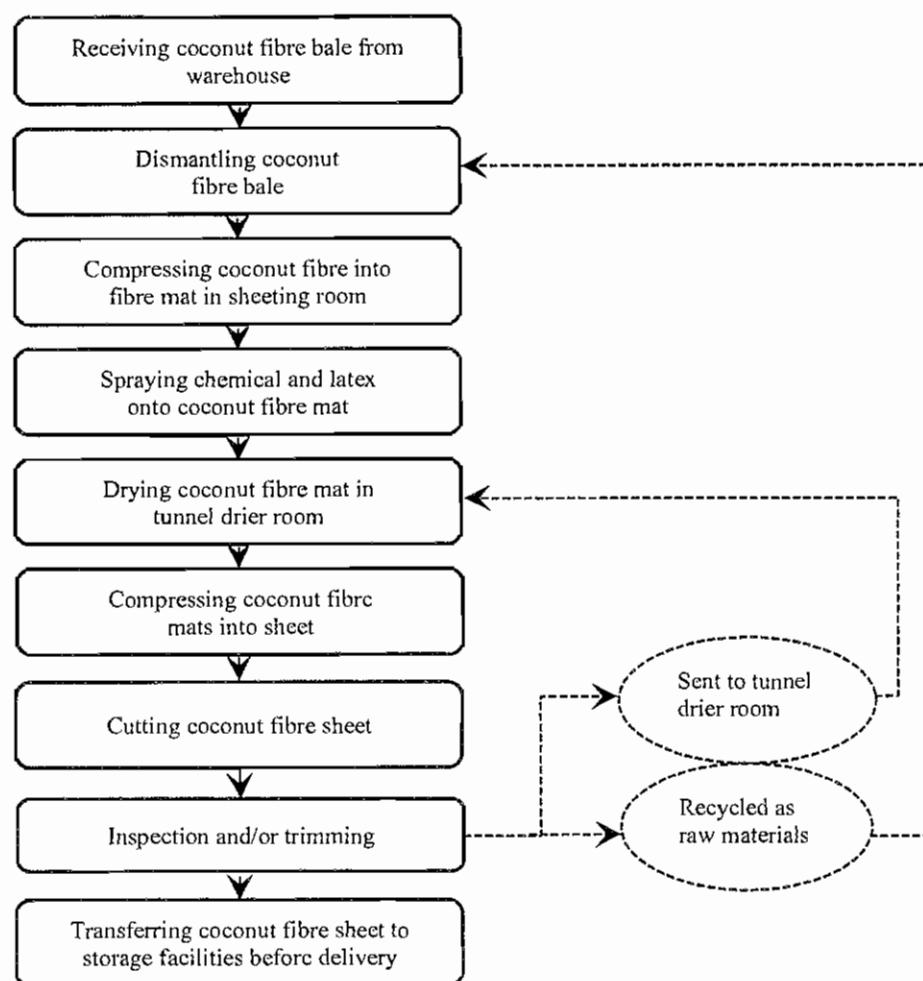 Receiving coconut fibre bale from
warehouse
Dismantling coconut
fibre bale
Compressing coconut fibre into
fibre mat in sheeting room
Spraying chemical and latex
onto coconut fibre mat
Drying coconut fibre mat in
tunnel drier room
Compressing coconut fibre
mats into sheet
Cutting coconut fibre sheet
Sent to tunnel
drier room
Inspection and/or trimming
Recycled as
raw materials
Transferring coconut fibre sheet to
storage facilities before delivery